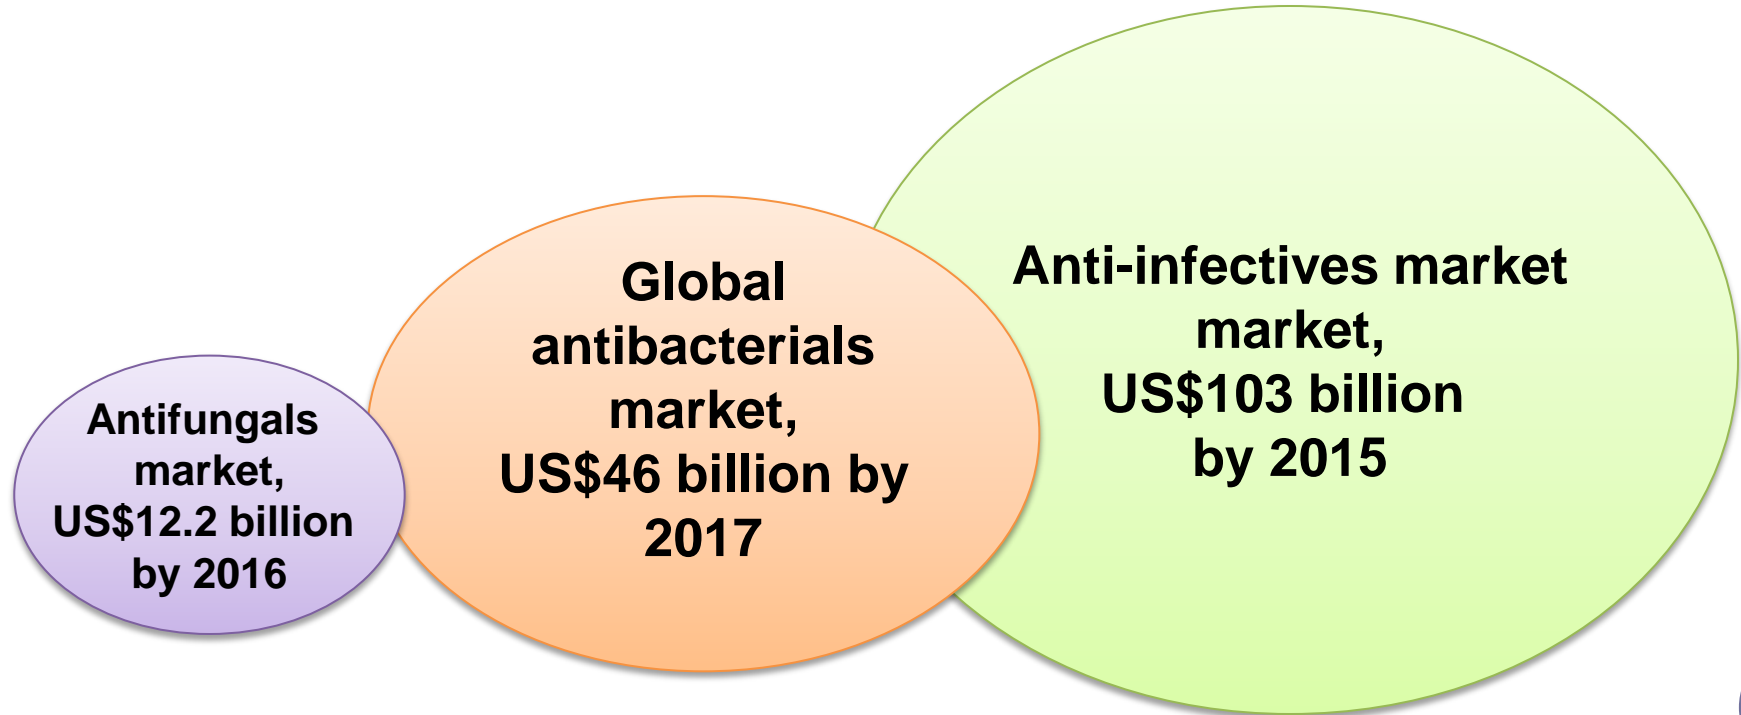 Antifungals
market,
US$12.2 billion
by 2016
Global
antibacterials
market,
US$46 billion by
2017
Anti-infectives market
market,
US$103 billion
by 2015